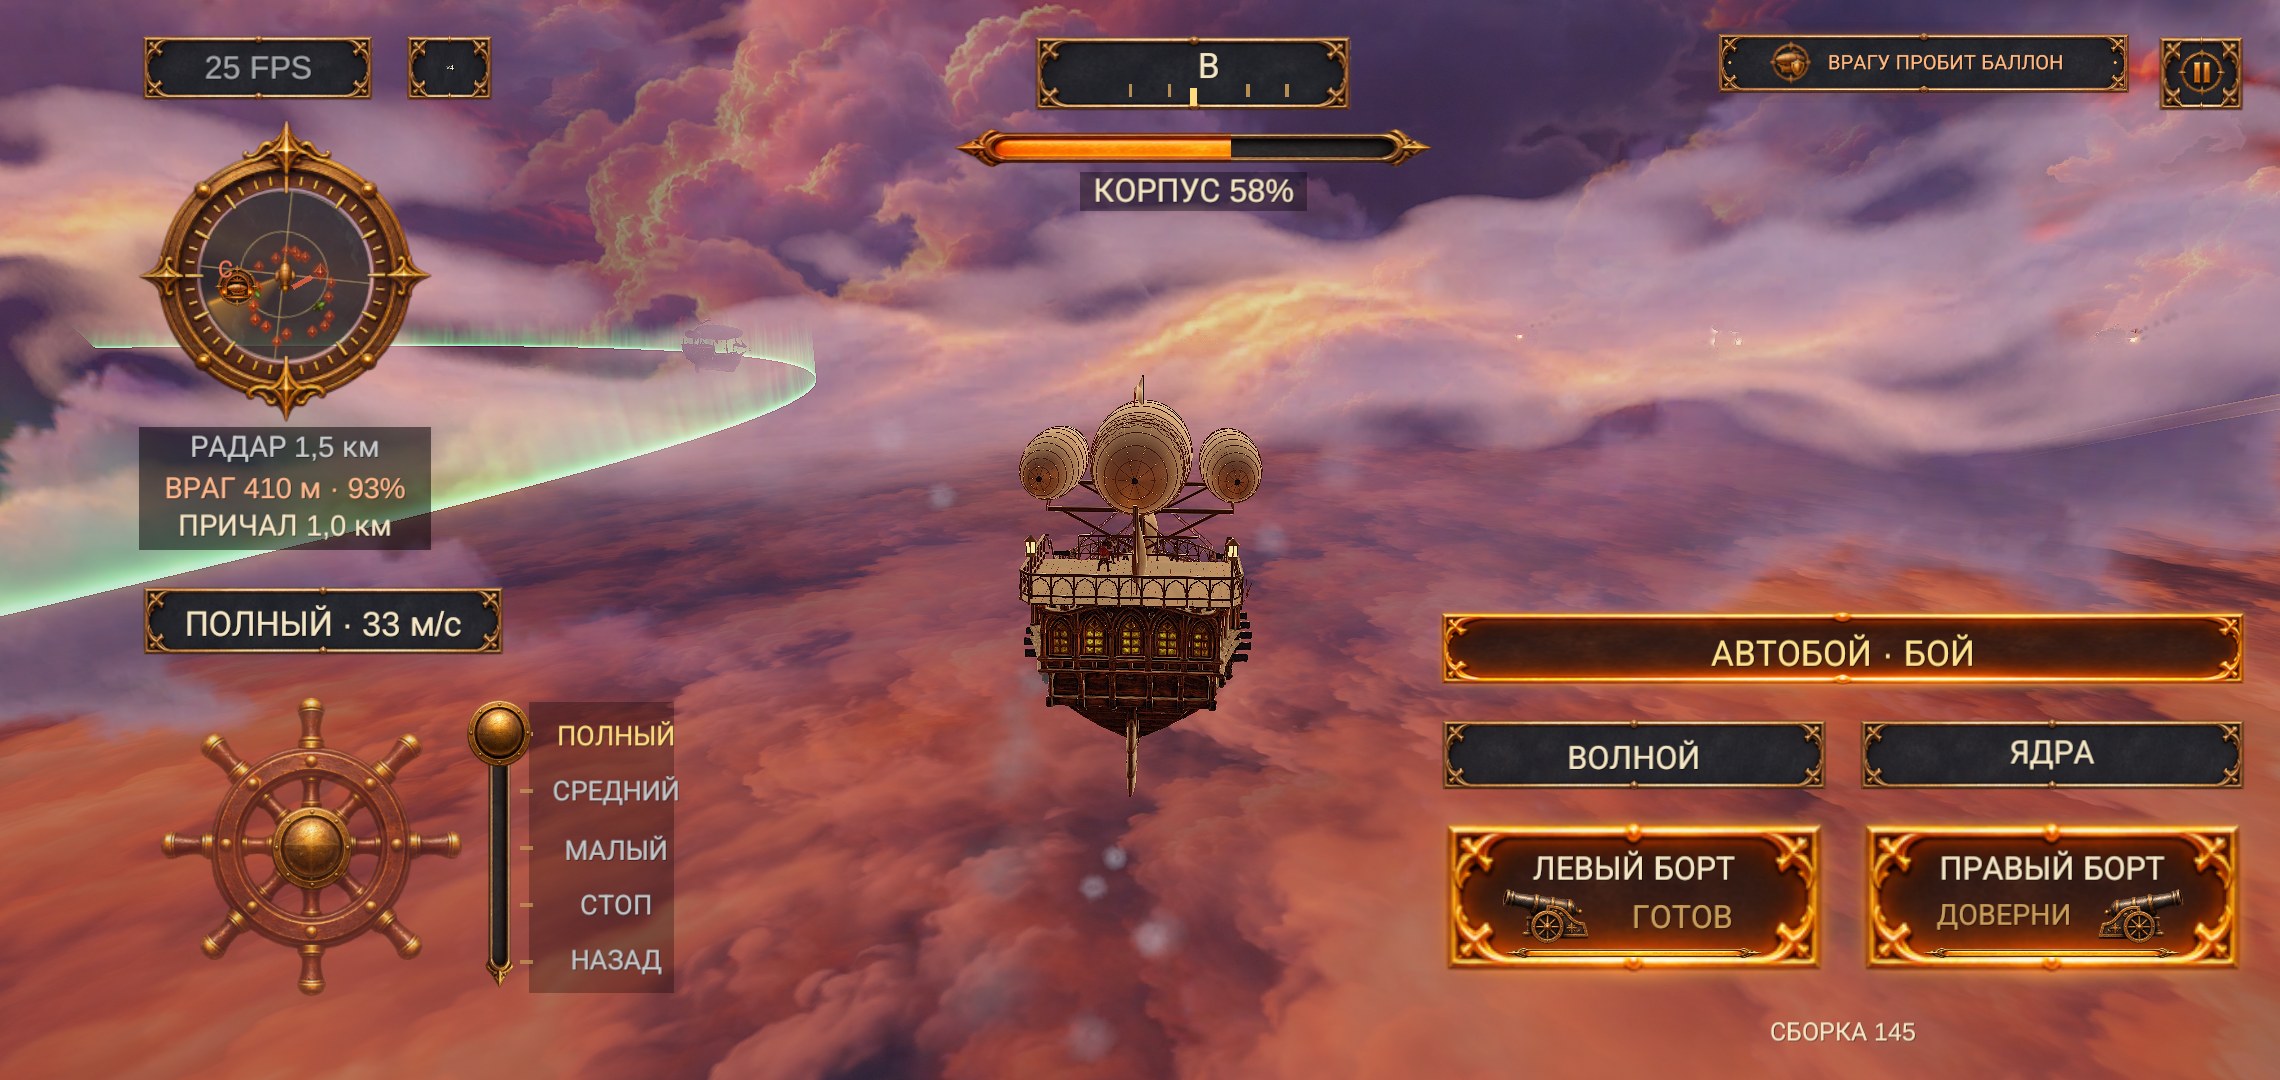 25 FPS
×4
В
ВРАГУ ПРОБИТ БАЛЛОН
КОРПУС 58%
С
РАДАР 1,5 км
ВРАГ 410 м · 93%
ПРИЧАЛ 1,0 км
ПОЛНЫЙ · 33 м/с
ПОЛНЫЙ
СРЕДНИЙ
МАЛЫЙ
СТОП
НАЗАД
АВТОБОЙ · БОЙ
ВОЛНОЙ
ЯДРА
ЛЕВЫЙ БОРТ
ГОТОВ
ПРАВЫЙ БОРТ
ДОВЕРНИ
СБОРКА 145